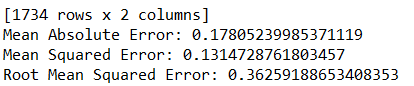 [1734 rows x 2 columns]
Mean Absolute Error: 0.17805239985371119
Mean Squared Error: 0.1314728761803457
Root Mean Squared Error: 0.36259188653408353